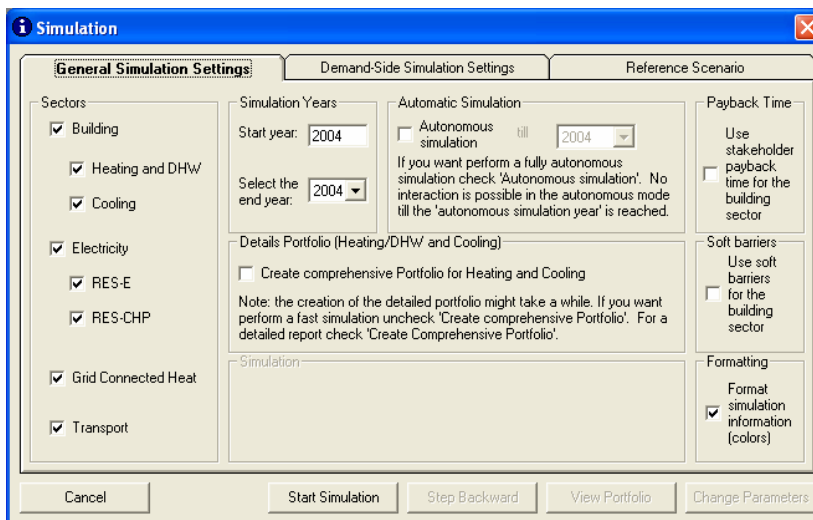 Simulation
General Simulation Settings
Demand-Side Simulation Settings
Reference Scenario
Sectors
Building
Heating and DHW
Cooling
Electricity
RES-E
RES-CHP
Grid Connected Heat
Transport
Simulation Years
Start year: 2004
Select the
end year: 2004
Automatic Simulation
Autonomous
simulation
till
2004
If you want perform a fully autonomous
simulation check 'Autonomous simulation'. No
interaction is possible in the autonomous mode
till the 'autonomous simulation year' is reached.
Details Portfolio (Heating/DHW and Cooling)
Create comprehensive Portfolio for Heating and Cooling
Note: the creation of the detailed portfolio might take a while. If you want
perform a fast simulation uncheck 'Create comprehensive Portfolio'. For a
detailed report check 'Create Comprehensive Portfolio'.
Simulation
Payback Time
Use
stakeholder
payback
time for the
building
sector
Soft barriers
Use soft
barriers
for the
building
sector
Formatting
Format
simulation
information
(colors)
Cancel
Start Simulation
Step Backward
View Portfolio
Change Parameters